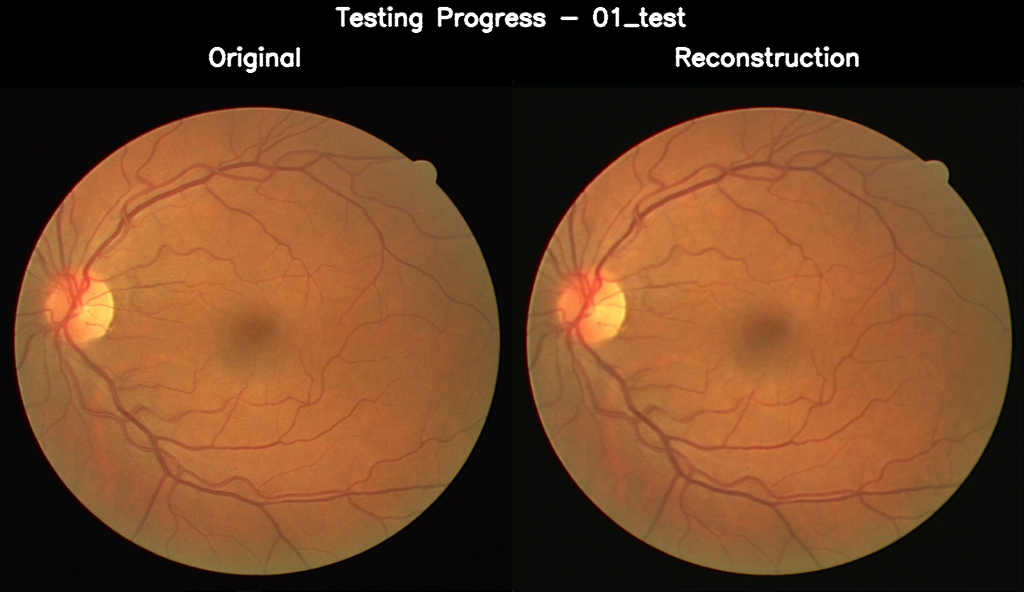 Testing Progress - 01_test
Original
Reconstruction